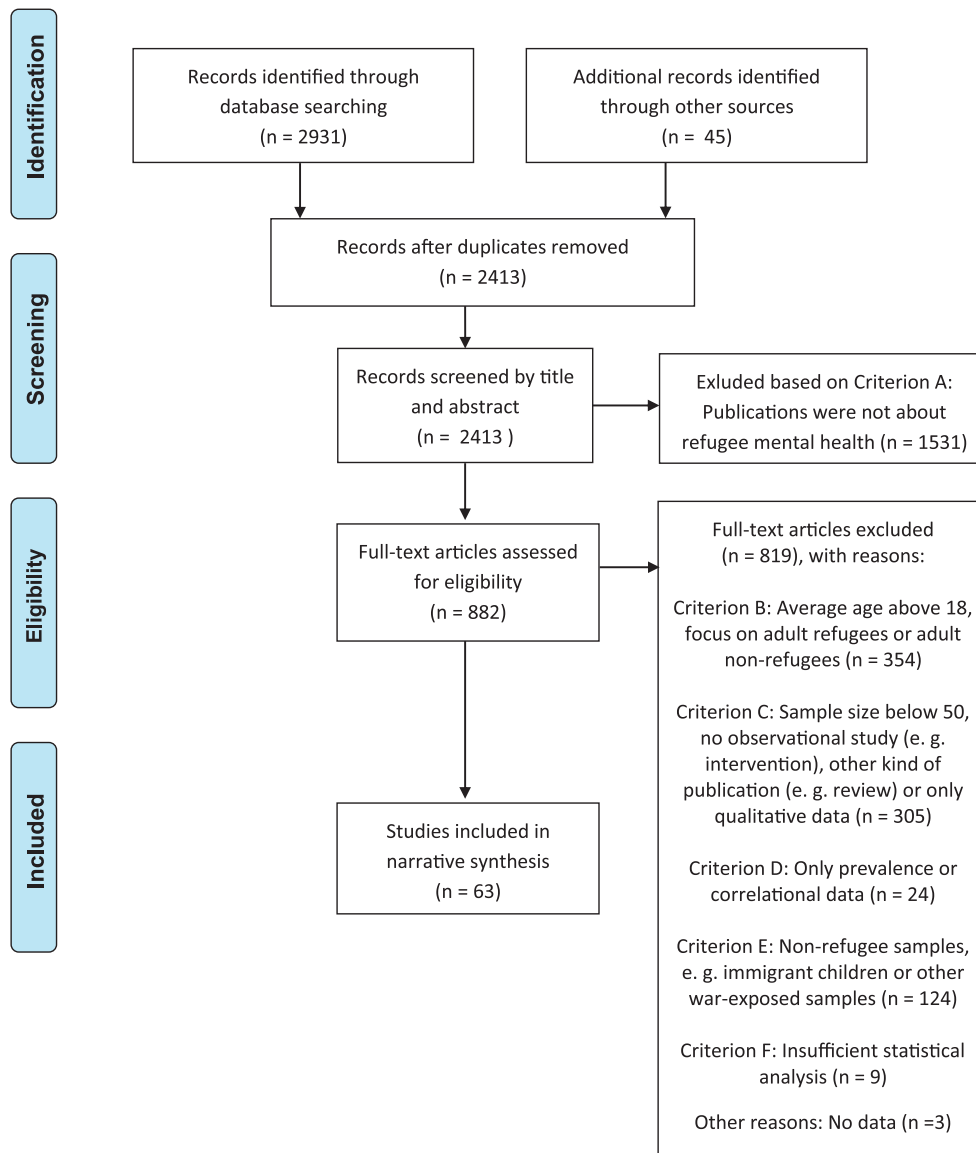 Identification
Records identified through
database searching
(n = 2931)
Additional records identified
through other sources
(n = 45)
Records after duplicates removed
(n = 2413)
Screening
Records screened by title
and abstract
(n = 2413 )
Exluded based on Criterion A:
Publications were not about
refugee mental health (n = 1531)
Eligibility
Full-text articles assessed
for eligibility
(n = 882)
Full-text articles excluded
(n = 819), with reasons:
Criterion B: Average age above 18,
focus on adult refugees or adult
non-refugees (n = 354)
Criterion C: Sample size below 50,
no observational study (e. g.
intervention), other kind of
publication (e. g. review) or only
qualitative data (n = 305)
Criterion D: Only prevalence or
correlational data (n = 24)
Criterion E: Non-refugee samples,
e. g. immigrant children or other
war-exposed samples (n = 124)
Criterion F: Insufficient statistical
analysis (n = 9)
Other reasons: No data (n =3)
Included
Studies included in
narrative synthesis
(n = 63)